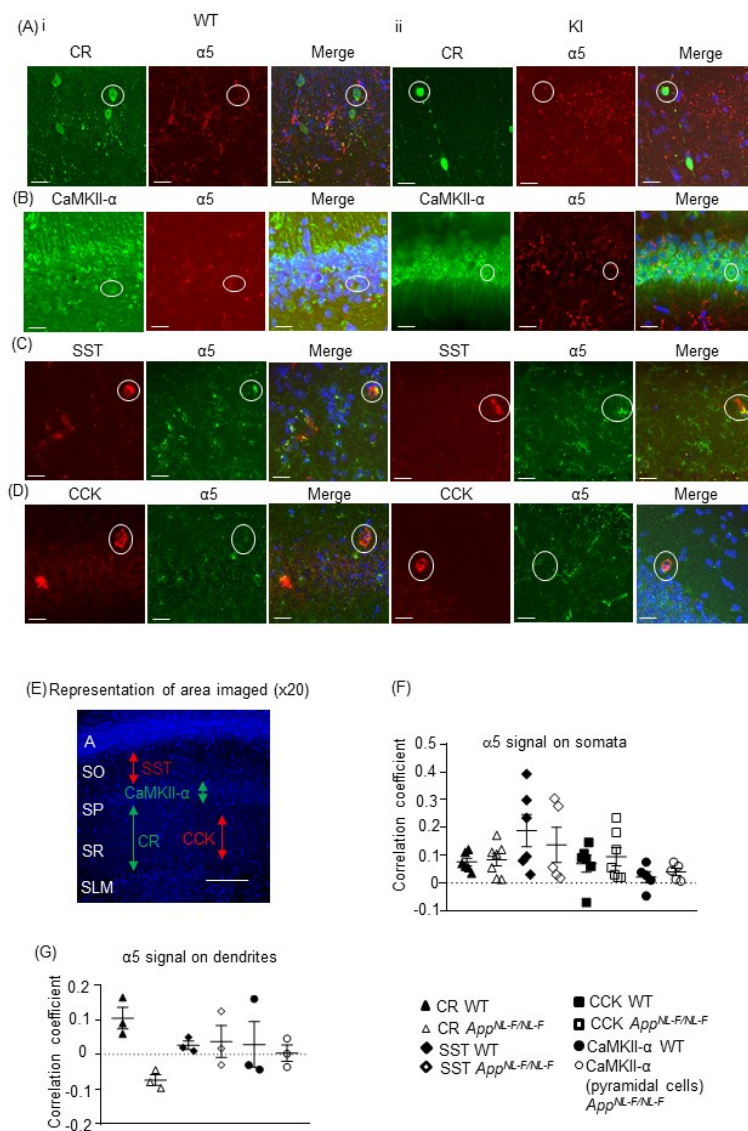 (A) i WT ii KI
CR α5 Merge CR α5 Merge
(B) CaMKII-α α5 Merge CaMKII-α α5 Merge
(C) SST α5 Merge SST α5 Merge
(D) CCK α5 Merge CCK α5 Merge
(E) Representation of area imaged (x20)
A
SO
SST
CaMKII-α
SP
CR
CCK
SR
SLM
(F)
α5 signal on somata
Correlation coefficient
0.5
0.4
0.3
0.2
0.1
0
-0.1
(G)
α5 signal on dendrites
Correlation coefficient
0.2
0.1
0
-0.1
-0.2
CR WT
CR App^NL-F/NL-F
SST WT
SST App^NL-F/NL-F
CCK WT
CCK App^NL-F/NL-F
CaMKII-α WT
CaMKII-α
(pyramidal cells)
App^NL-F/NL-F